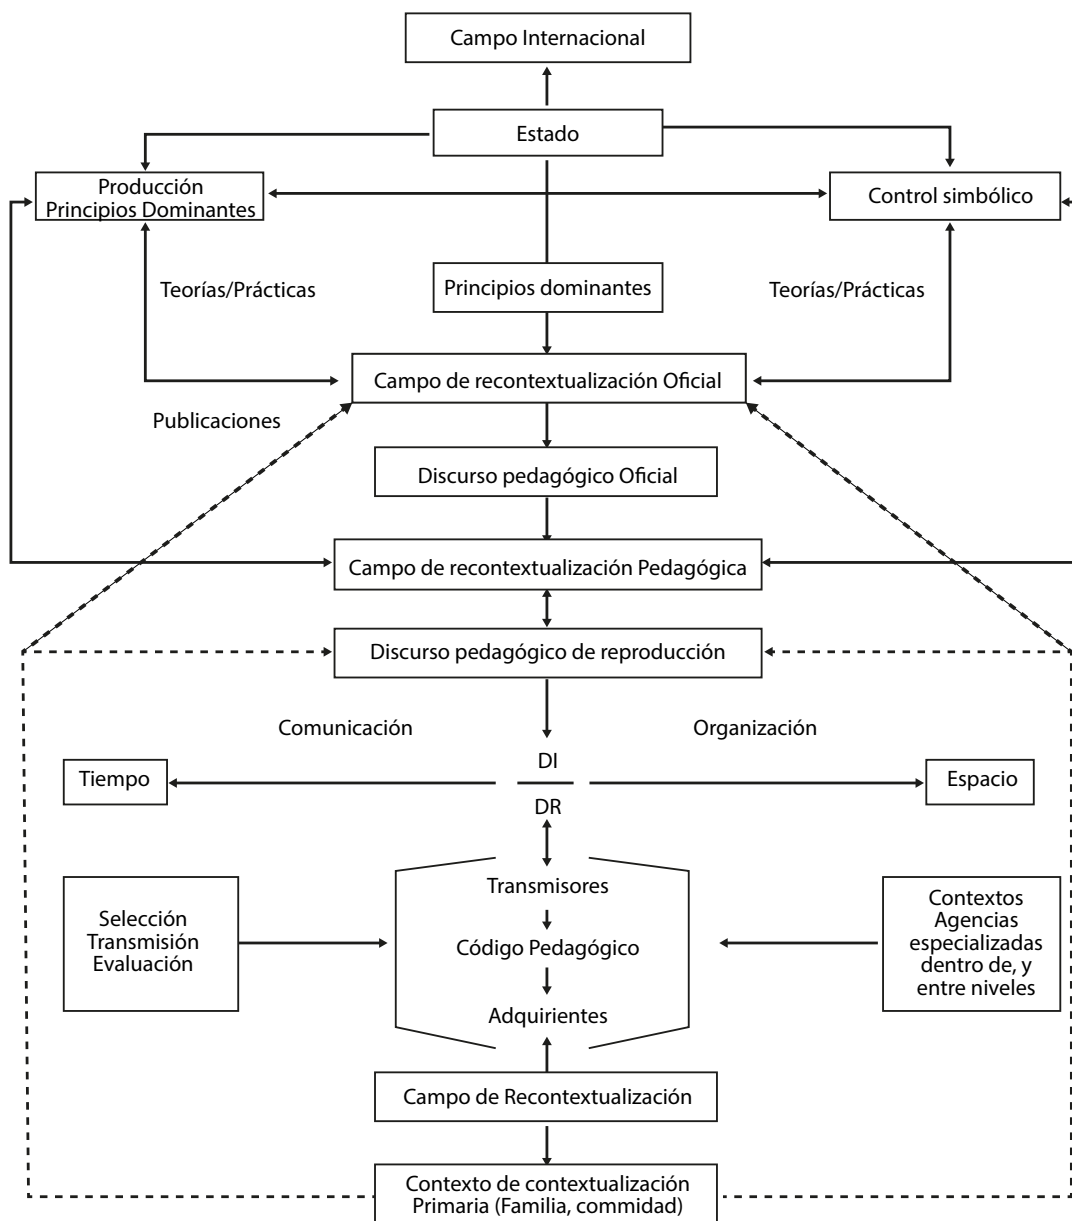 Campo Internacional
Estado
Producción
Principios Dominantes
Control simbólico
Teorías/Prácticas
Principios dominantes
Teorías/Prácticas
Campo de recontextualización Oficial
Publicaciones
Discurso pedagógico Oficial
Campo de recontextualización Pedagógica
Discurso pedagógico de reproducción
Comunicación
Organización
DI
Tiempo
Espacio
DR
Transmisores
Selección
Transmisión
Evaluación
Código Pedagógico
Contextos
Agencias
especializadas
dentro de, y
entre niveles
Adquirientes
Campo de Recontextualización
Contexto de contextualización
Primaria (Familia, commidad)